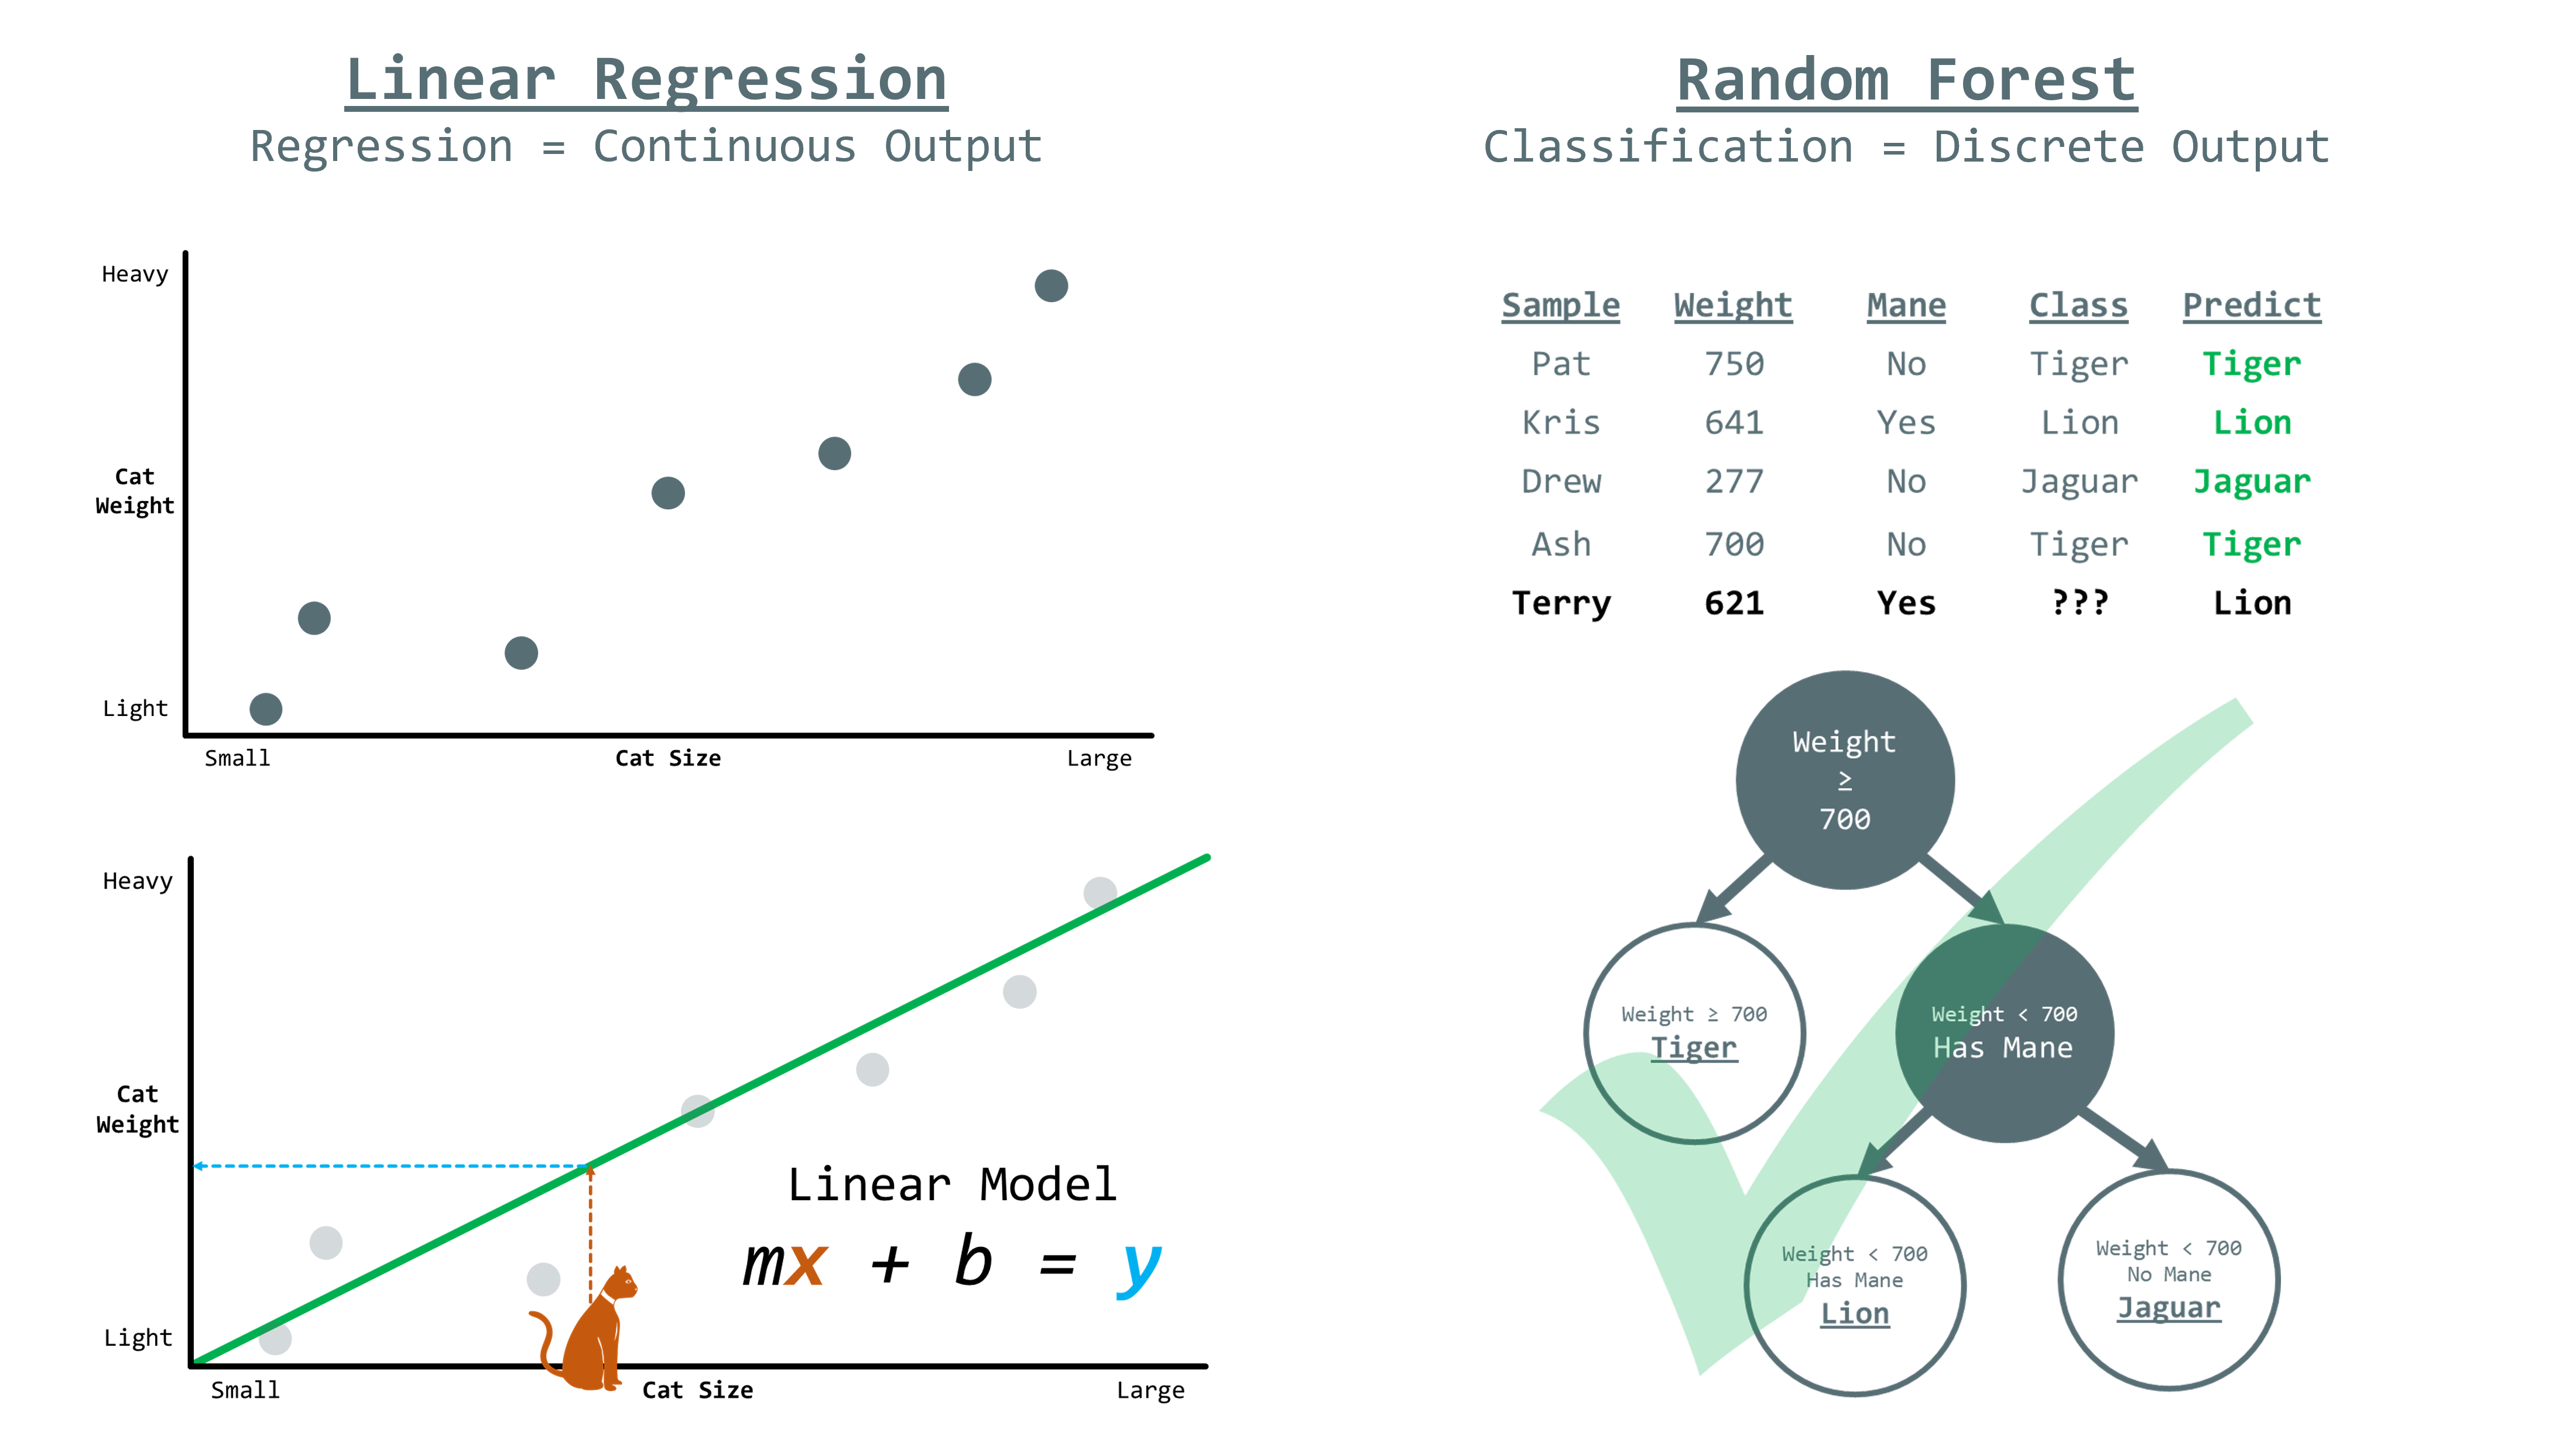 Linear Regression
Regression = Continuous Output
Heavy
Cat
Weight
Light
Small
Cat Size
Large
Heavy
Cat
Weight
Light
Linear Model
mx + b = y
Small
Cat Size
Large
Random Forest
Classification = Discrete Output
Sample Weight Mane Class Predict
Pat 750 No Tiger Tiger
Kris 641 Yes Lion Lion
Drew 277 No Jaguar Jaguar
Ash 700 No Tiger Tiger
Terry 621 Yes ??? Lion
Weight
≥
700
Weight ≥ 700
Tiger
Weight < 700
Has Mane
Weight < 700
Has Mane
Lion
Weight < 700
No Mane
Jaguar